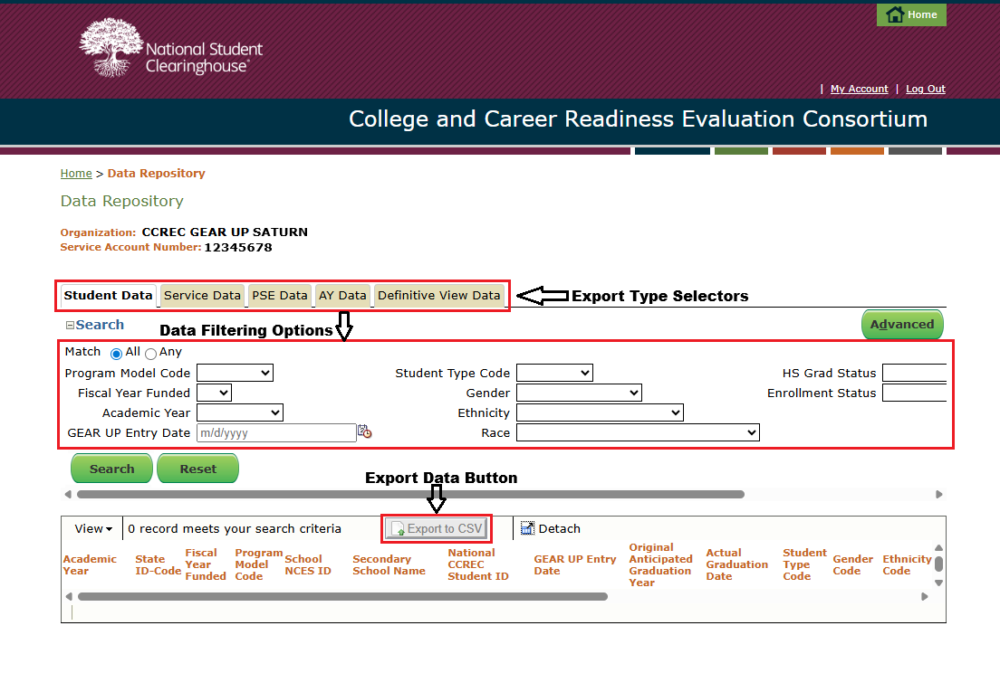 Home
National Student
Clearinghouse®
| My Account | Log Out
College and Career Readiness Evaluation Consortium
Home > Data Repository
Data Repository
Organization: CCREC GEAR UP SATURN
Service Account Number: 12345678
Student Data Service Data PSE Data AY Data Definitive View Data Export Type Selectors
Search Data Filtering Options Advanced
Match All Any
Program Model Code Student Type Code HS Grad Status
Fiscal Year Funded Gender Enrollment Status
Academic Year Ethnicity
GEAR UP Entry Date m/d/yyyy Race
Search Reset
Export Data Button
View 0 record meets your search criteria Export to CSV Detach
Academic Year
State ID-Code
Fiscal Year Funded
Program Model Code
School NCES ID
Secondary School Name
National CCREC Student ID
GEAR UP Entry Date
Original Anticipated Graduation Year
Actual Graduation Date
Student Type Code
Gender Code
Ethnicity Code